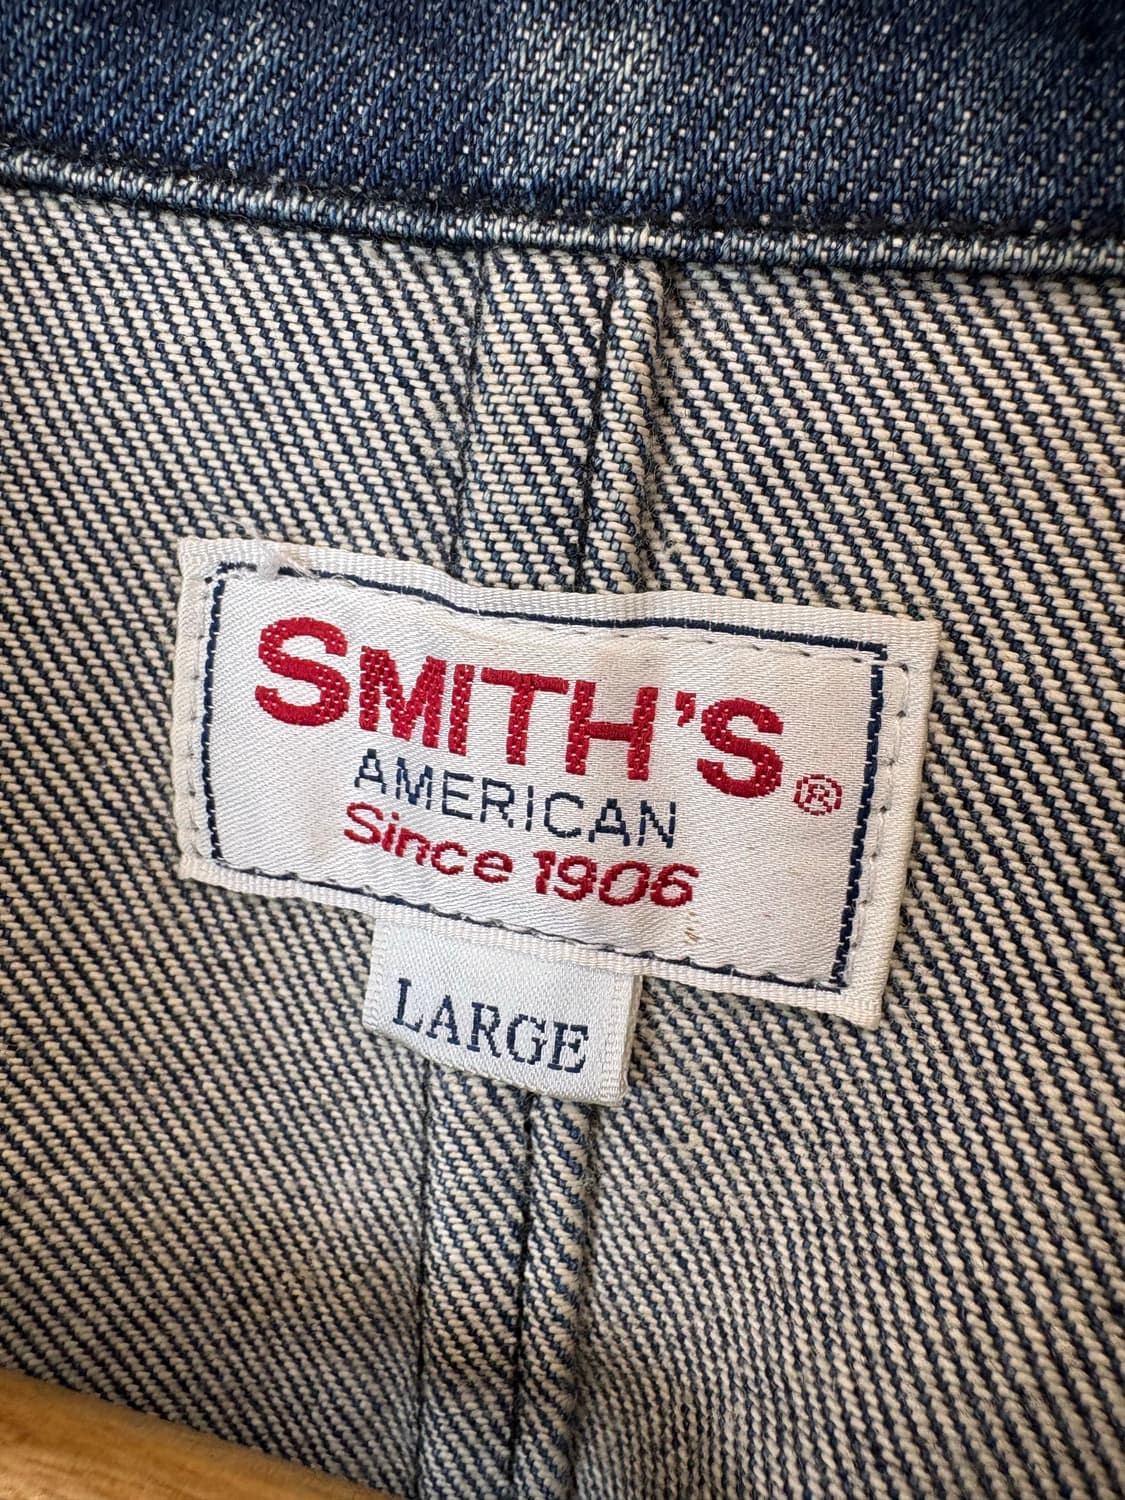 SMITH'S®
AMERICAN
Since 1906
LARGE